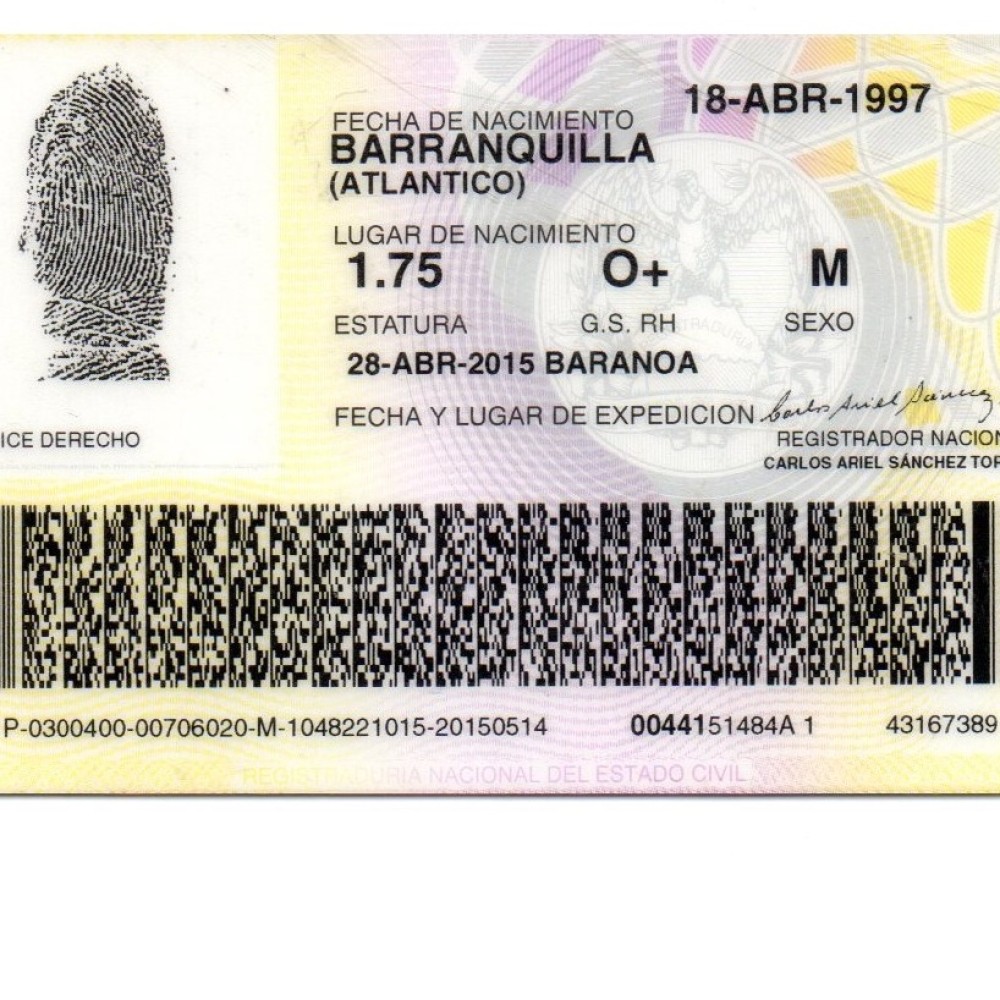 18-ABR-1997
FECHA DE NACIMIENTO
BARRANQUILLA
(ATLANTICO)
LUGAR DE NACIMIENTO
1.75 O+ M
ESTATURA G.S. RH SEXO
28-ABR-2015 BARANOA
FECHA Y LUGAR DE EXPEDICION
Carlos Ariel Sánchez
ICE DERECHO
REGISTRADOR NACION
CARLOS ARIEL SÁNCHEZ TOR
P-0300400-00706020-M-1048221015-20150514 0044151484A 1 43167389
REGISTRADURIA NACIONAL DEL ESTADO CIVIL